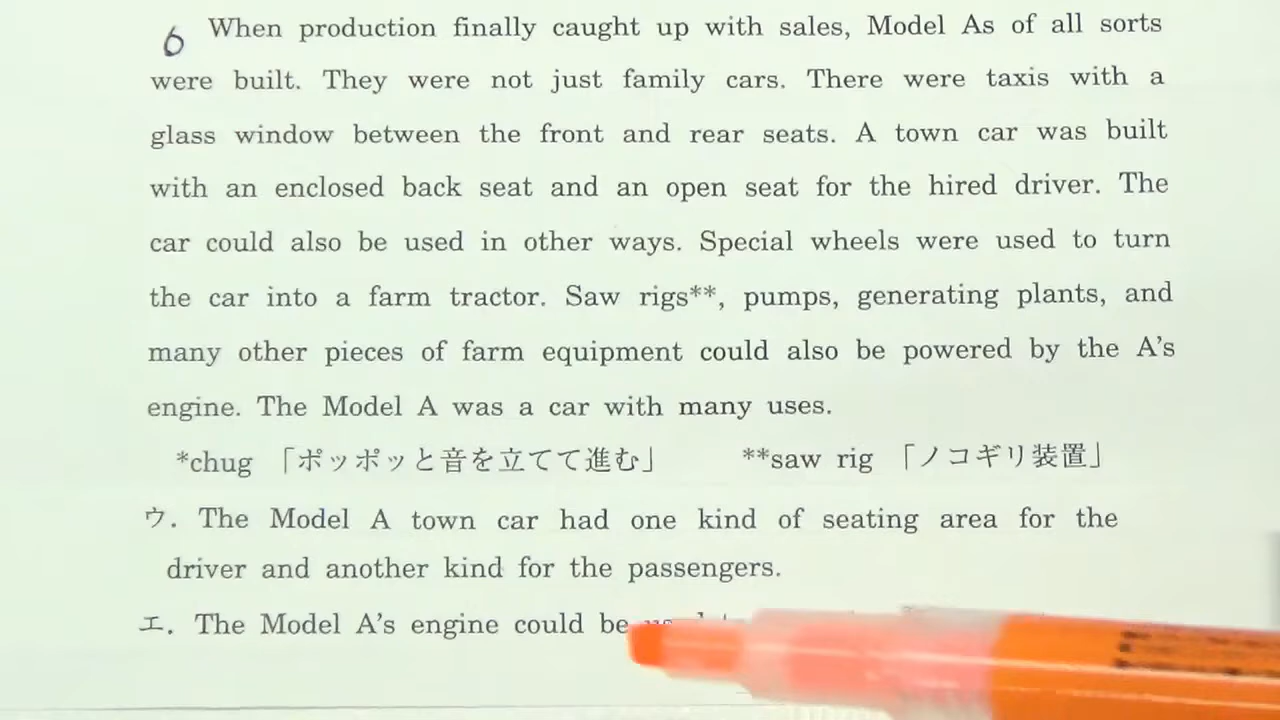 6 When production finally caught up with sales, Model As of all sorts
were built. They were not just family cars. There were taxis with a
glass window between the front and rear seats. A town car was built
with an enclosed back seat and an open seat for the hired driver. The
car could also be used in other ways. Special wheels were used to turn
the car into a farm tractor. Saw rigs**, pumps, generating plants, and
many other pieces of farm equipment could also be powered by the A's
engine. The Model A was a car with many uses.
*chug 「ポッポッと音を立てて進む」 **saw rig 「ノコギリ装置」
ウ. The Model A town car had one kind of seating area for the
driver and another kind for the passengers.
エ. The Model A's engine could be